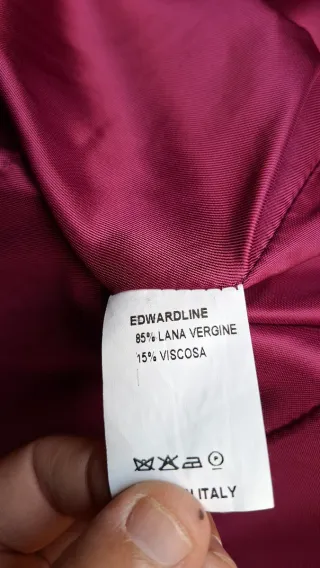 EDWARDLINE
85% LANA VERGINE
15% VISCOSA
ITALY